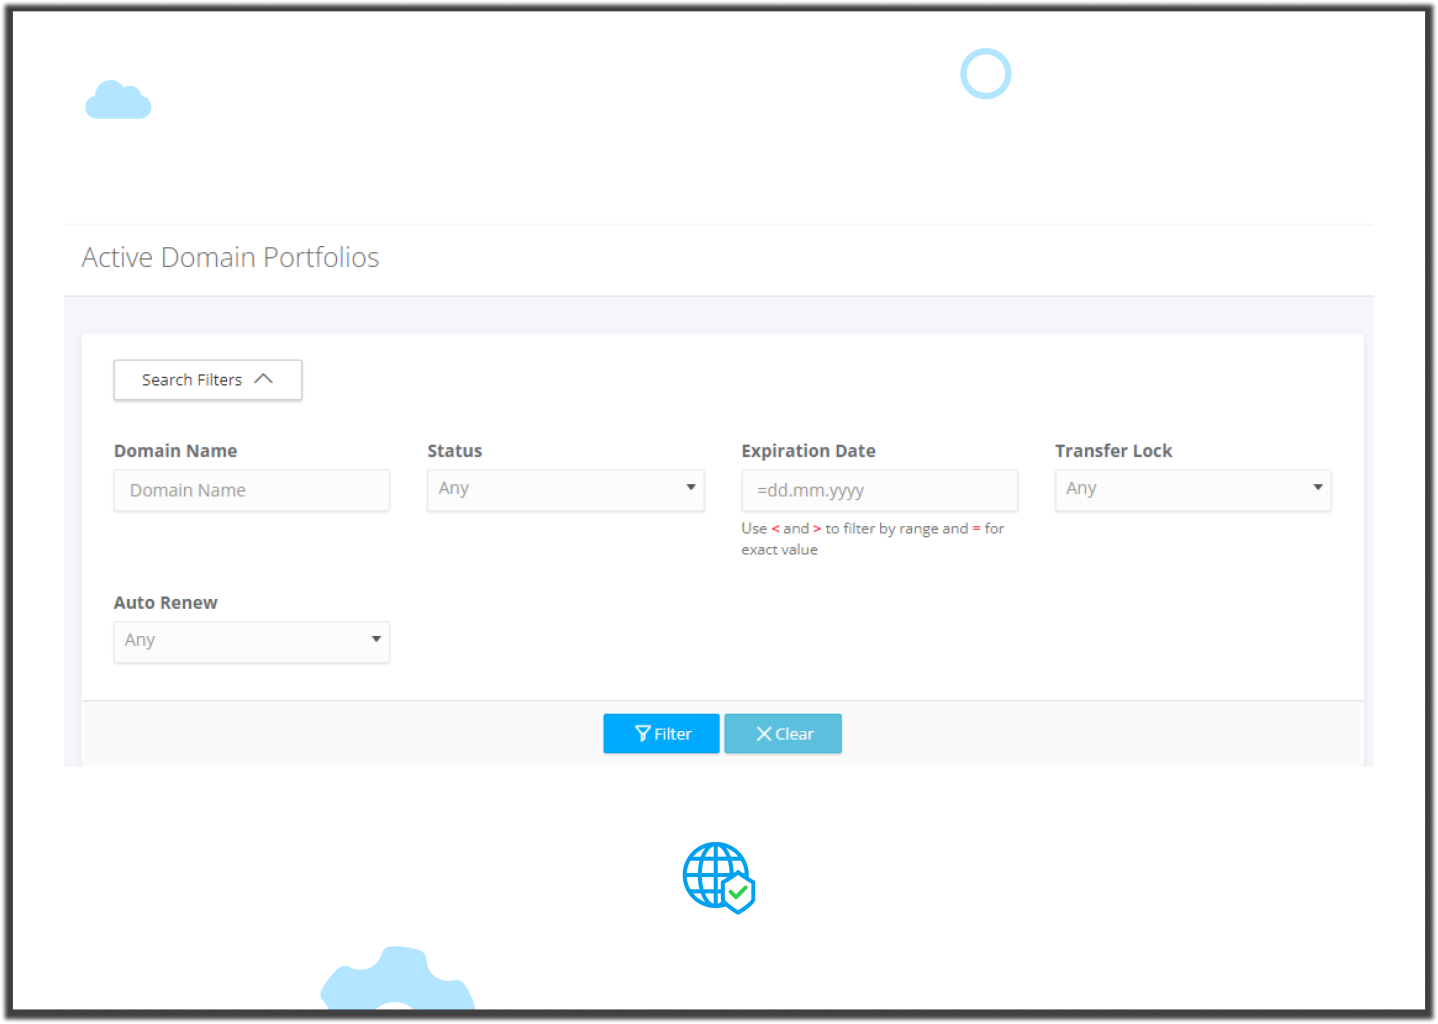 Active Domain Portfolios
Search Filters
Domain Name
Status
Expiration Date
Transfer Lock
Domain Name
Any
=dd.mm.yyyy
Any
Use < and > to filter by range and = for
exact value
Auto Renew
Any
Filter
Clear